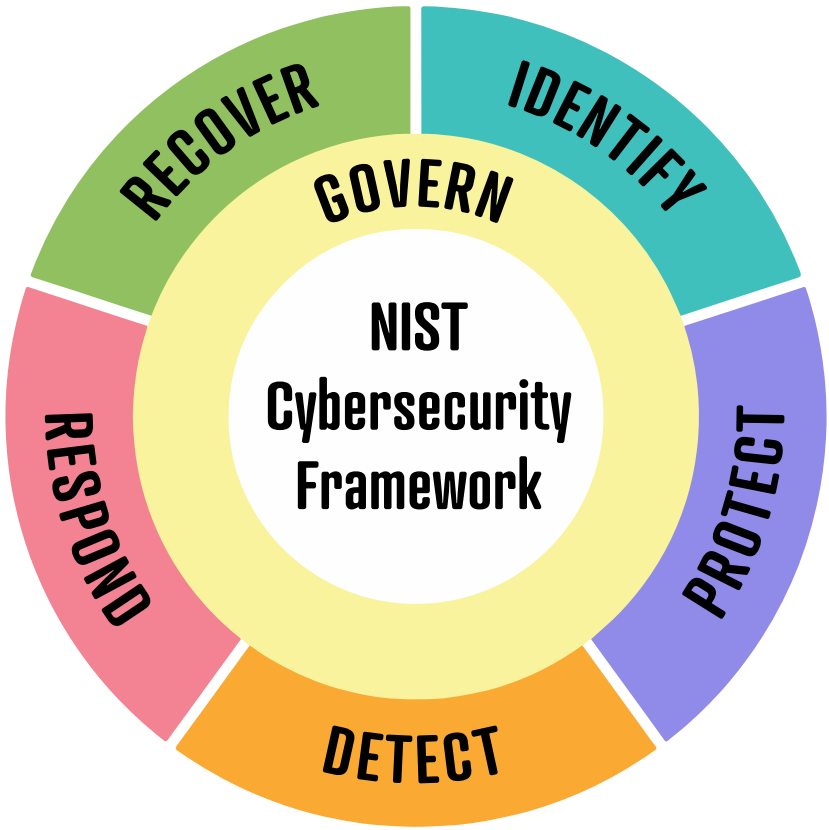 RECOVER
IDENTIFY
GOVERN
NIST
Cybersecurity
Framework
RESPOND
PROTECT
DETECT